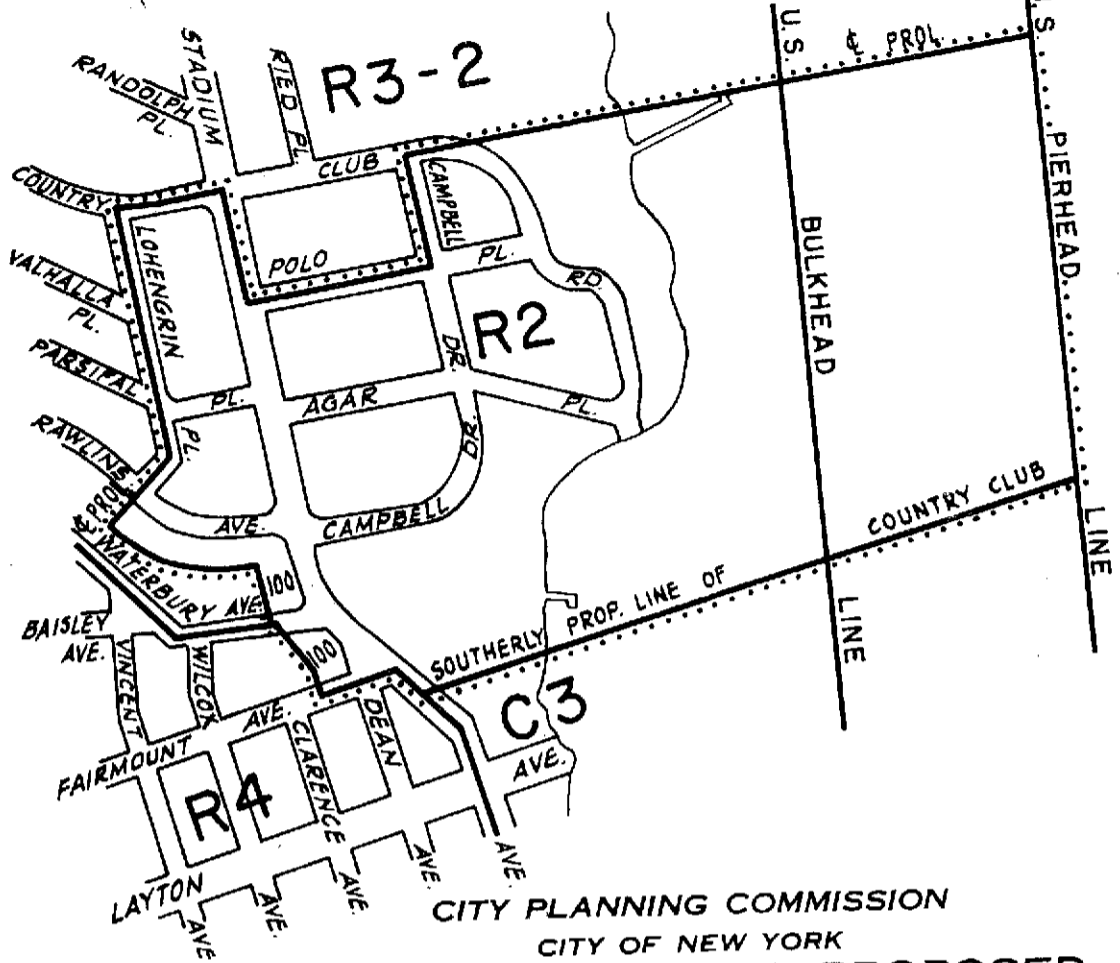 U.S.
₵ PROL.
U.S.
PIERHEAD
LINE
BULKHEAD
LINE
STADIUM
RANDOLPH
PL.
RIED PL.
R3-2
COUNTRY
CLUB
CAMPBELL
LOHENGRIN
POLO
PL.
RD.
VALHALLA
PL.
R2
DR.
PARSIFAL
PL.
AGAR
PL.
RAWLINS
PL.
DR.
₵ PROL.
AVE.
CAMPBELL
COUNTRY CLUB
WATERBURY AVE.
100
SOUTHERLY PROP. LINE OF
BAISLEY
AVE.
VINCENT
WILCOX
100
C3
AVE.
CLARENCE
DEAN
AVE.
FAIRMOUNT
R4
LAYTON
AVE.
AVE.
AVE.
AVE.
AVE.
CITY PLANNING COMMISSION
CITY OF NEW YORK